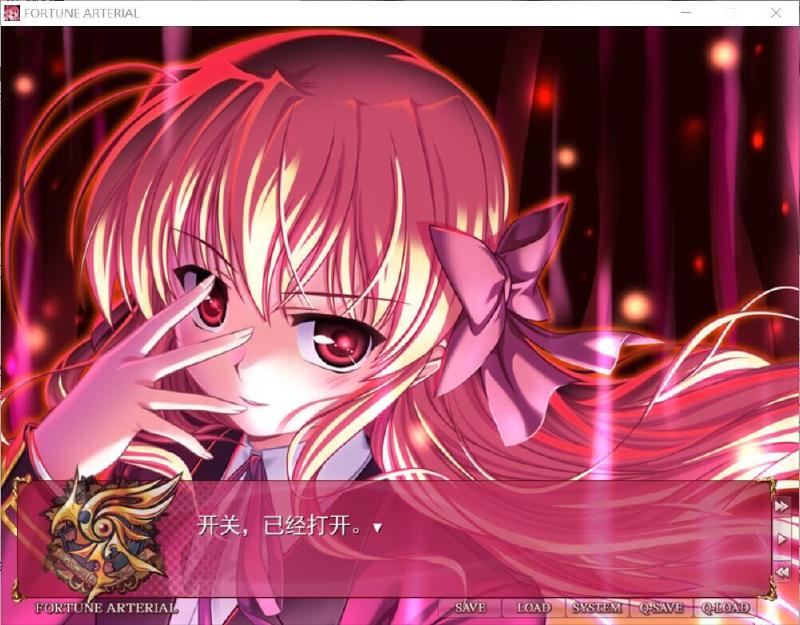 FORTUNE ARTERIAL
开关，已经打开。▼
FORTUNE ARTERIAL
SAVE LOAD SYSTEM Q-SAVE Q-LOAD